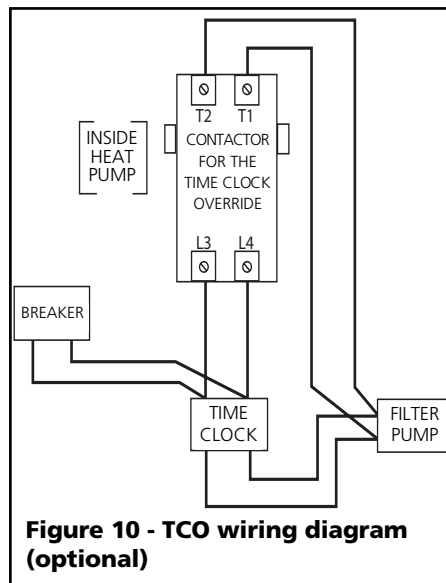 T2 T1
INSIDE
HEAT
PUMP
CONTACTOR
FOR THE
TIME CLOCK
OVERRIDE
L3 L4
BREAKER
TIME
CLOCK
FILTER
PUMP
Figure 10 - TCO wiring diagram
(optional)